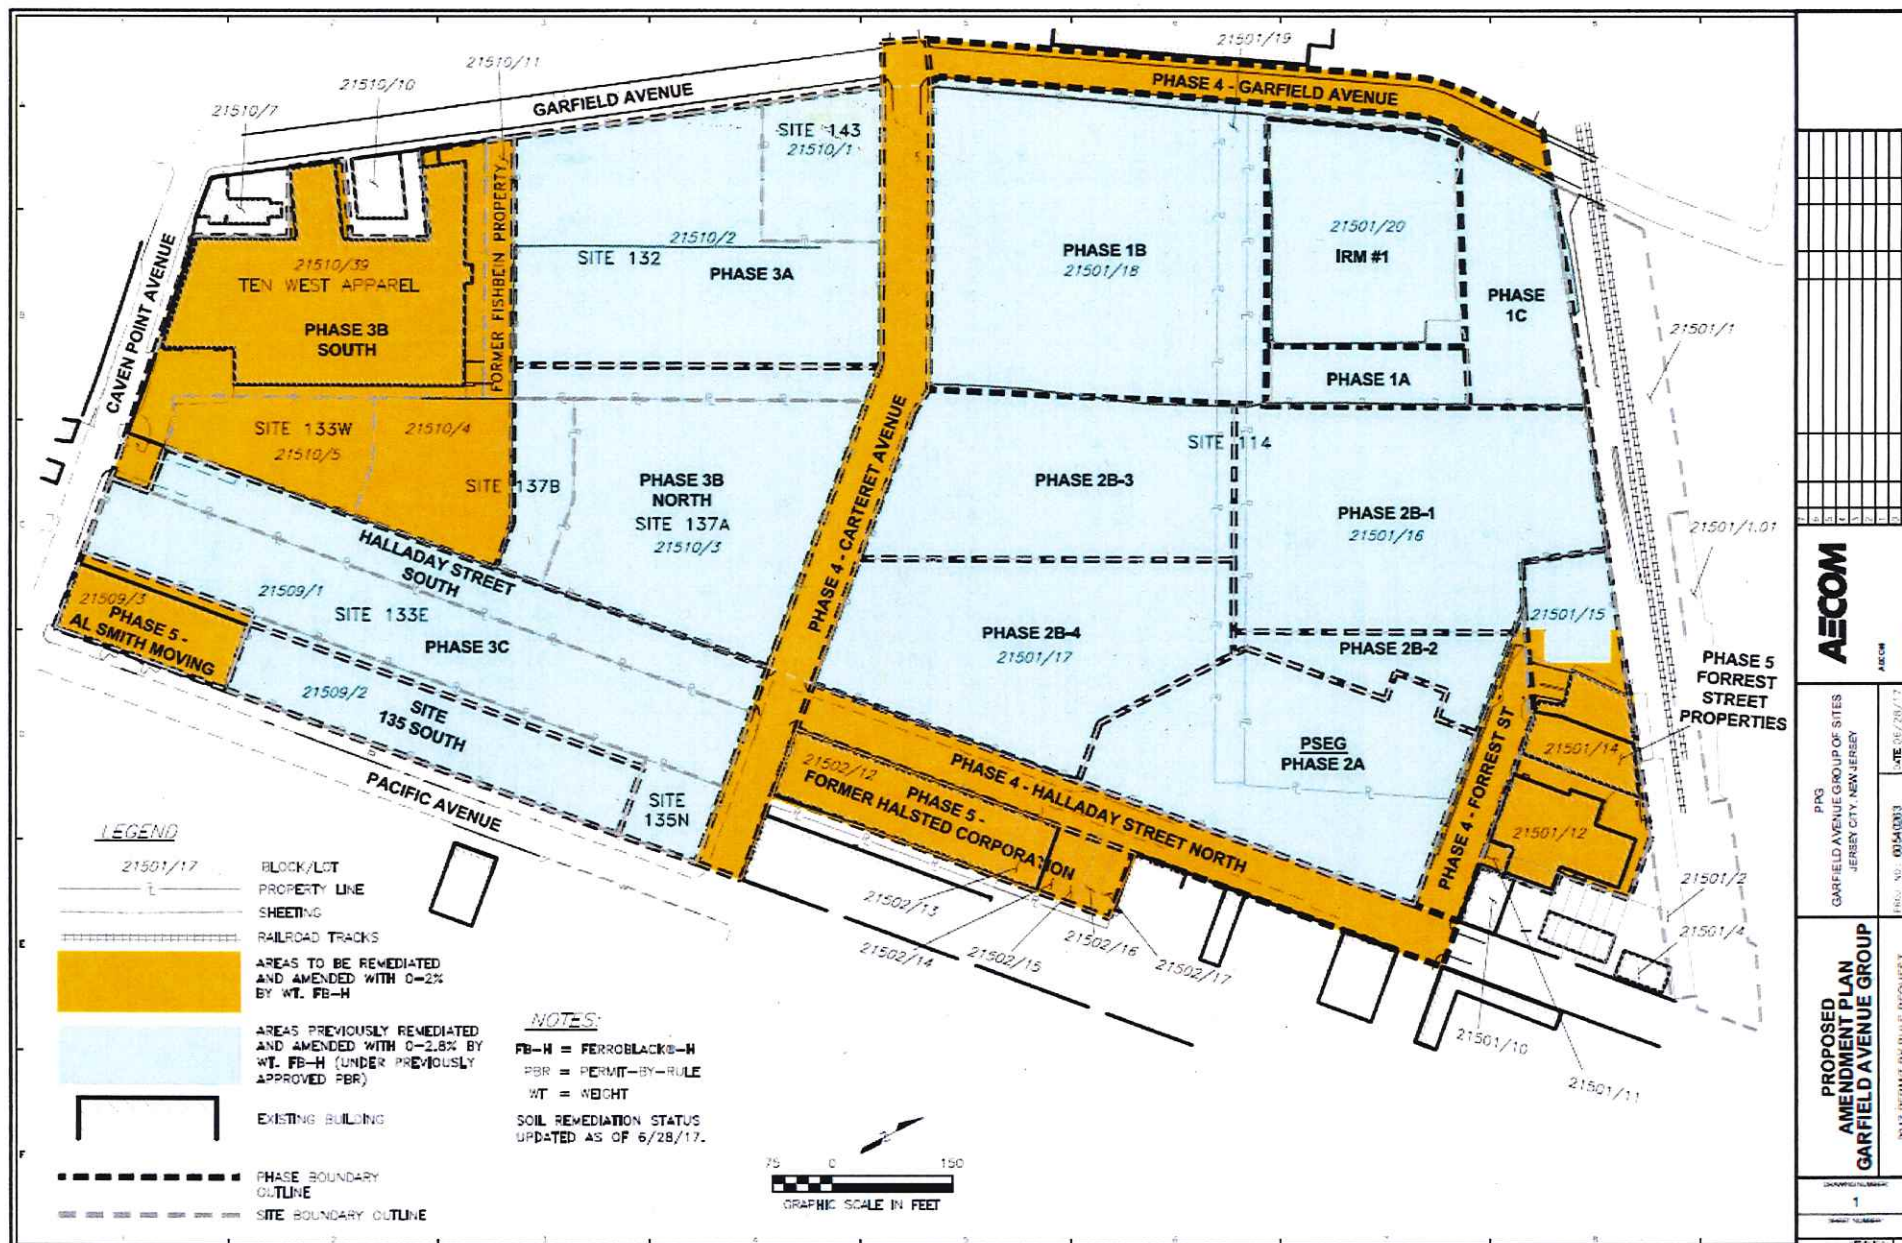 21510/11
21501/19
21510/10
21510/7
GARFIELD AVENUE
PHASE 4 - GARFIELD AVENUE
SITE 143
21510/1
FORMER FISHBEIN PROPERTY
21510/2
SITE 132
PHASE 3A
PHASE 1B
21501/18
21501/20
IRM #1
PHASE
1C
21501/1
CAVEN POINT AVENUE
21510/39
TEN WEST APPAREL
PHASE 3B
SOUTH
PHASE 1A
SITE 133W
21510/5
21510/4
SITE 137B
PHASE 3B
NORTH
SITE 137A
21510/3
PHASE 4 - CARTERET AVENUE
SITE 114
PHASE 2B-3
PHASE 2B-1
21501/16
21501/1.01
HALLADAY STREET
SOUTH
21509/3
PHASE 5 -
AL SMITH MOVING
21509/1
SITE 133E
PHASE 3C
21509/2
SITE
135 SOUTH
SITE
135N
PACIFIC AVENUE
PHASE 2B-4
21501/17
PHASE 2B-2
21501/15
PHASE 5
FORREST
STREET
PROPERTIES
PSEG
PHASE 2A
PHASE 4 - FORREST ST
21501/14
21501/12
PHASE 4 - HALLADAY STREET NORTH
21502/12
PHASE 5 -
FORMER HALSTED CORPORATION
21502/13
21502/14
21502/15
21502/16
21502/17
21501/2
21501/4
21501/10
21501/11
LEGEND
21501/17 BLOCK/LOT
PROPERTY LINE
SHEETING
RAILROAD TRACKS
AREAS TO BE REMEDIATED
AND AMENDED WITH 0-2%
BY WT. FB-H
AREAS PREVIOUSLY REMEDIATED
AND AMENDED WITH 0-2.8% BY
WT. FB-H (UNDER PREVIOUSLY
APPROVED PBR)
EXISTING BUILDING
PHASE BOUNDARY
OUTLINE
SITE BOUNDARY OUTLINE
NOTES:
FB-H = FERROBLACK®-H
PBR = PERMIT-BY-RULE
WT = WEIGHT
SOIL REMEDIATION STATUS
UPDATED AS OF 6/28/17.
75 0 150
GRAPHIC SCALE IN FEET
AECOM
AECOM
PPG
GARFIELD AVENUE GROUP OF SITES
JERSEY CITY, NEW JERSEY
PROPOSED
AMENDMENT PLAN
GARFIELD AVENUE GROUP
DRAWING NUMBER:
1
SHEET NUMBER: